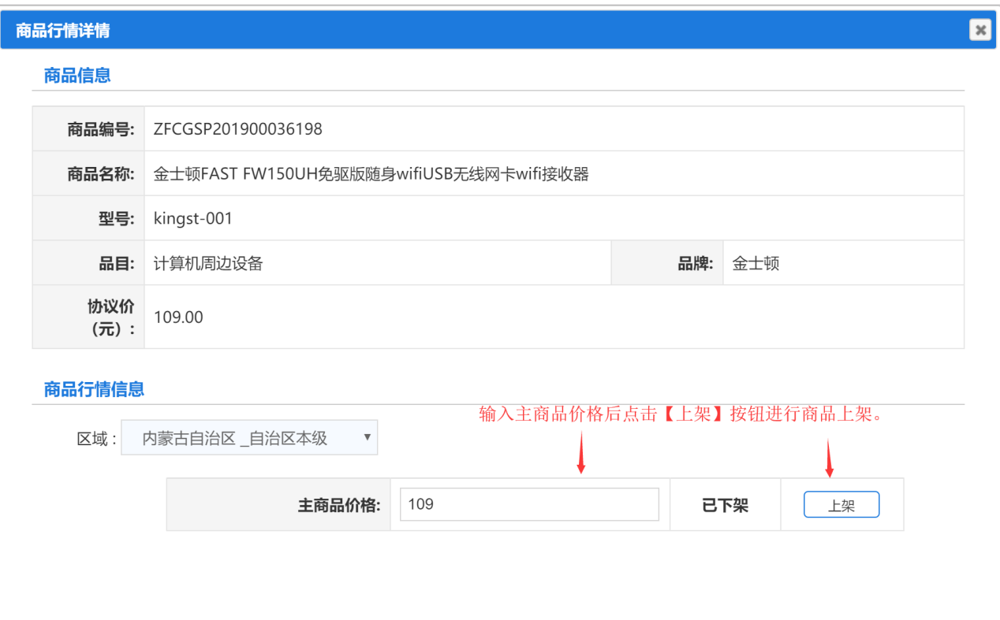 商品行情详情
商品信息
商品编号: ZFCGSP201900036198
商品名称: 金士顿FAST FW150UH免驱版随身wifiUSB无线网卡wifi接收器
型号: kingst-001
品目: 计算机周边设备 品牌: 金士顿
协议价
（元）: 109.00
商品行情信息
输入主商品价格后点击【上架】按钮进行商品上架。
区域 : 内蒙古自治区 _自治区本级
主商品价格: 109 已下架 上架